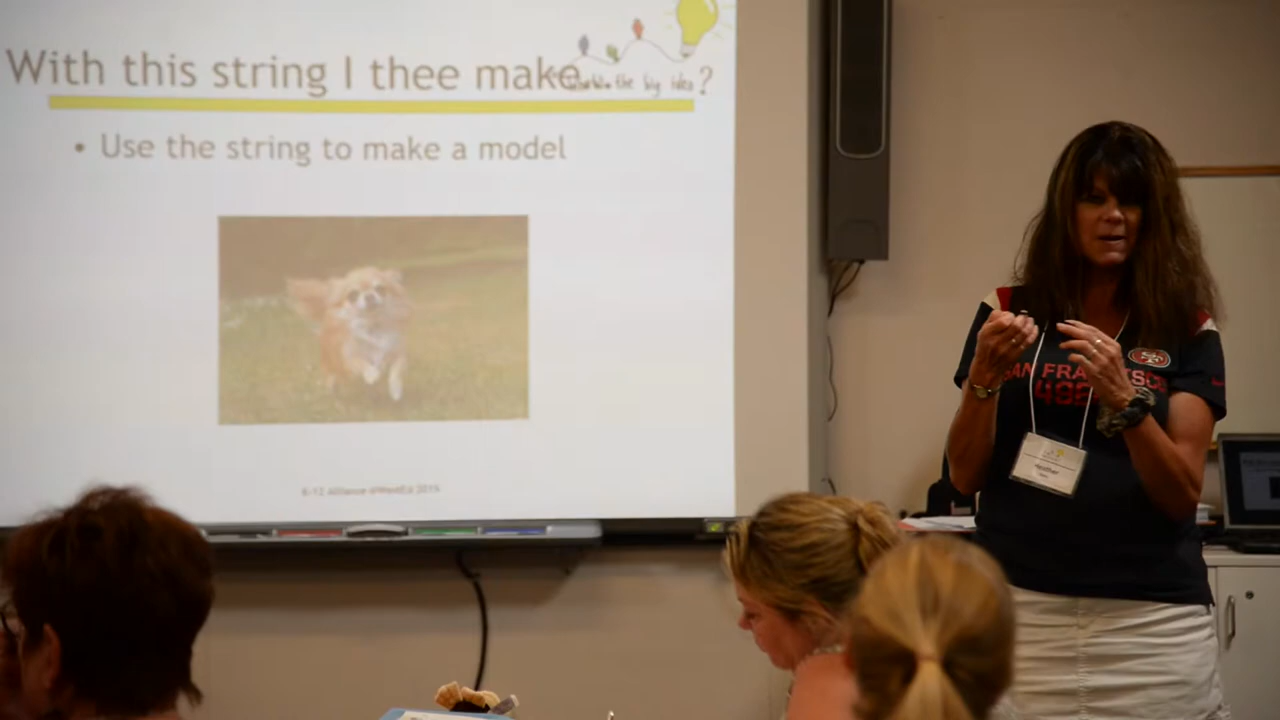 With this string I thee make...
the big idea?
• Use the string to make a model
K-12 Alliance @WestEd 2016
SAN FRANCISCO
49ERS
Heather